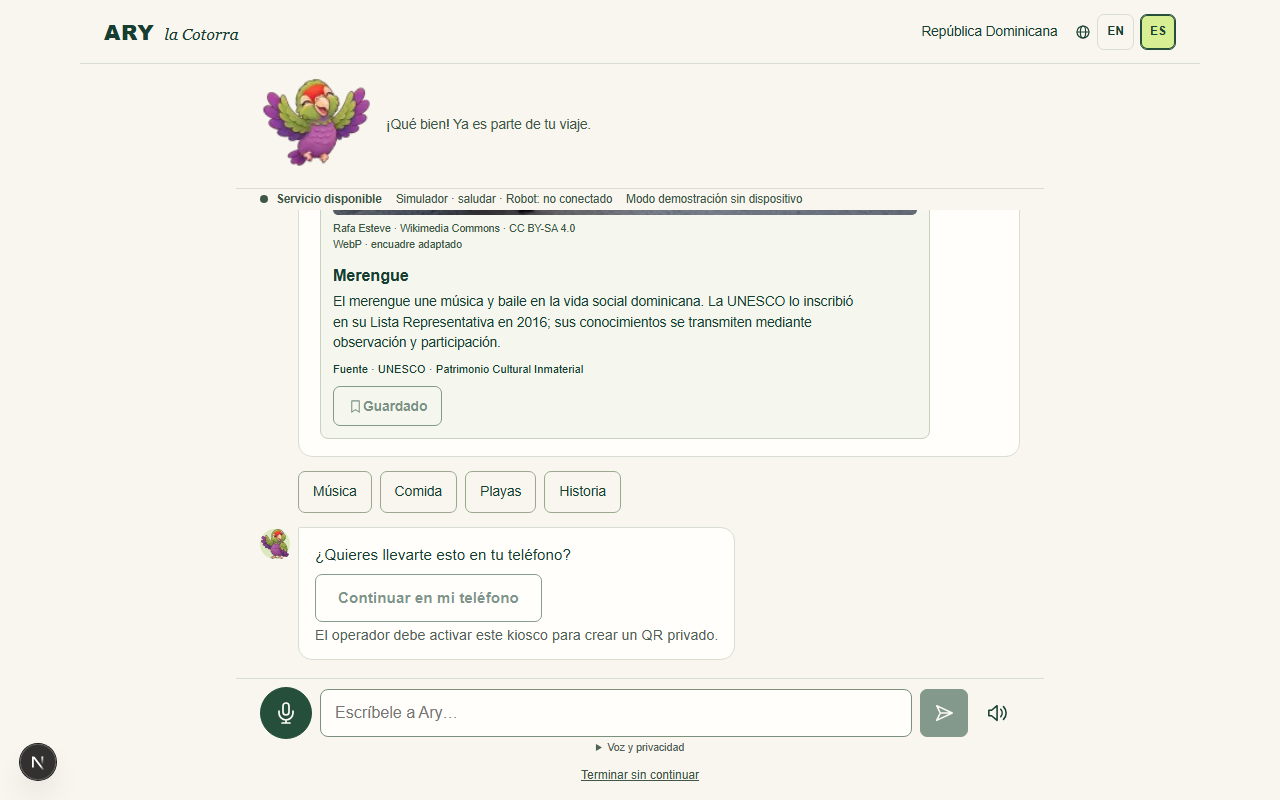 ARY la Cotorra
República Dominicana
EN
ES
¡Qué bien! Ya es parte de tu viaje.
Servicio disponible Simulador · saludar · Robot: no conectado Modo demostración sin dispositivo
Rafa Esteve · Wikimedia Commons · CC BY-SA 4.0
WebP · encuadre adaptado
Merengue
El merengue une música y baile en la vida social dominicana. La UNESCO lo inscribió
en su Lista Representativa en 2016; sus conocimientos se transmiten mediante
observación y participación.
Fuente · UNESCO · Patrimonio Cultural Inmaterial
Guardado
Música
Comida
Playas
Historia
¿Quieres llevarte esto en tu teléfono?
Continuar en mi teléfono
El operador debe activar este kiosco para crear un QR privado.
Escríbele a Ary…
Voz y privacidad
Terminar sin continuar
N